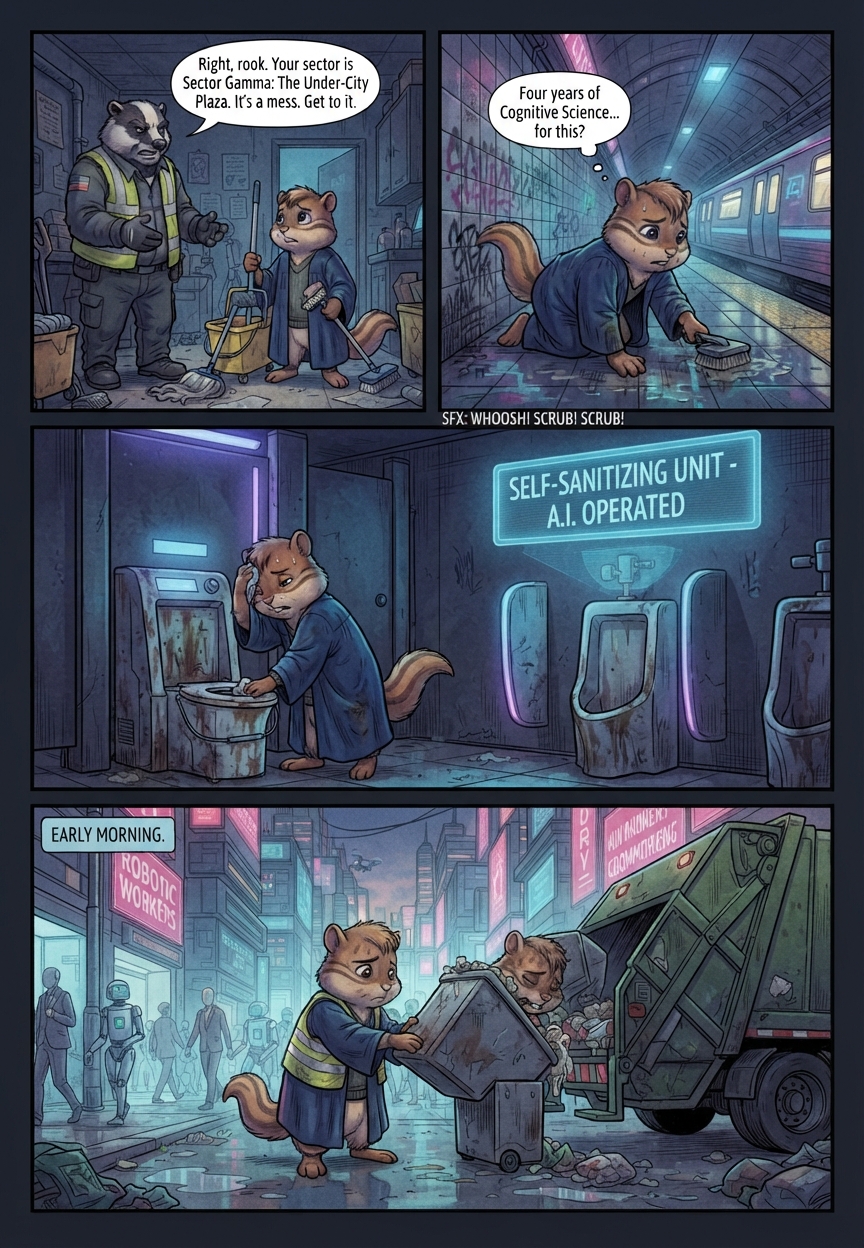 Right, rook. Your sector is
Sector Gamma: The Under-City
Plaza. It's a mess. Get to it.
Four years of
Cognitive Science...
for this?
SFX: WHOOSH! SCRUB! SCRUB!
SELF-SANITIZING UNIT -
A.I. OPERATED
EARLY MORNING.
ROBOTIC
WORKERS
DRY